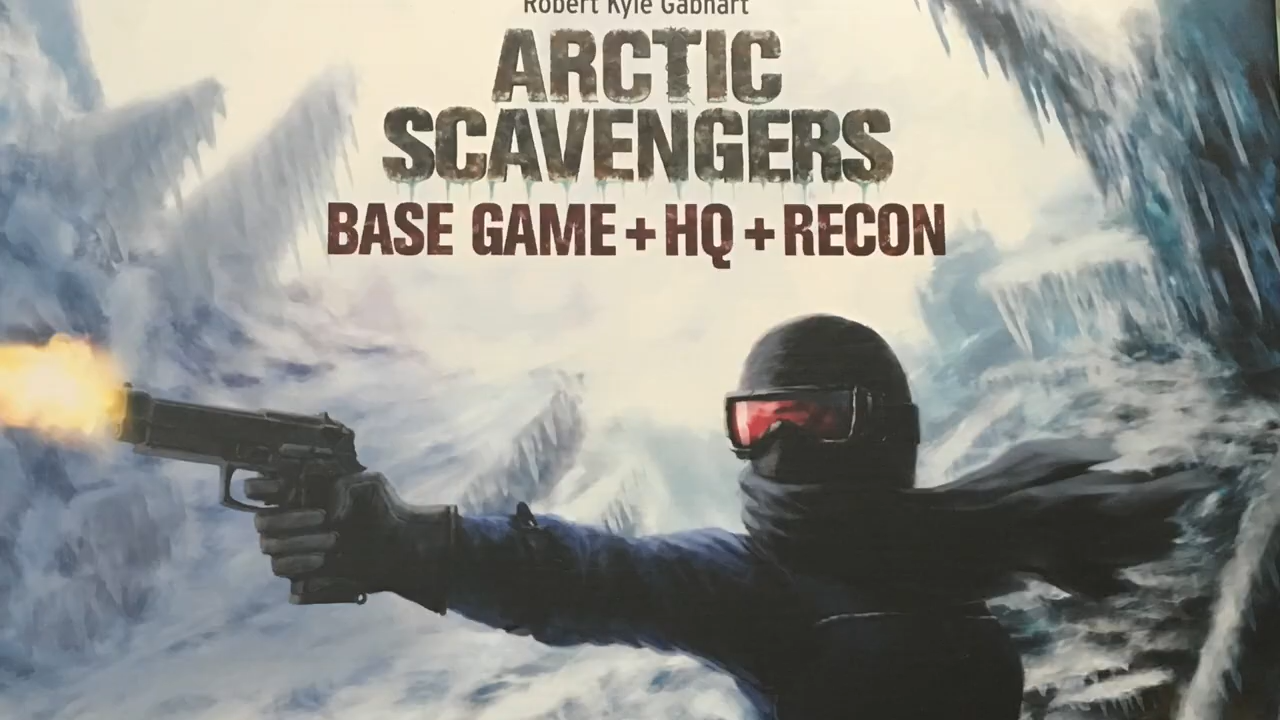 Robert Kyle Gabhart
ARCTIC
SCAVENGERS
BASE GAME + HQ + RECON